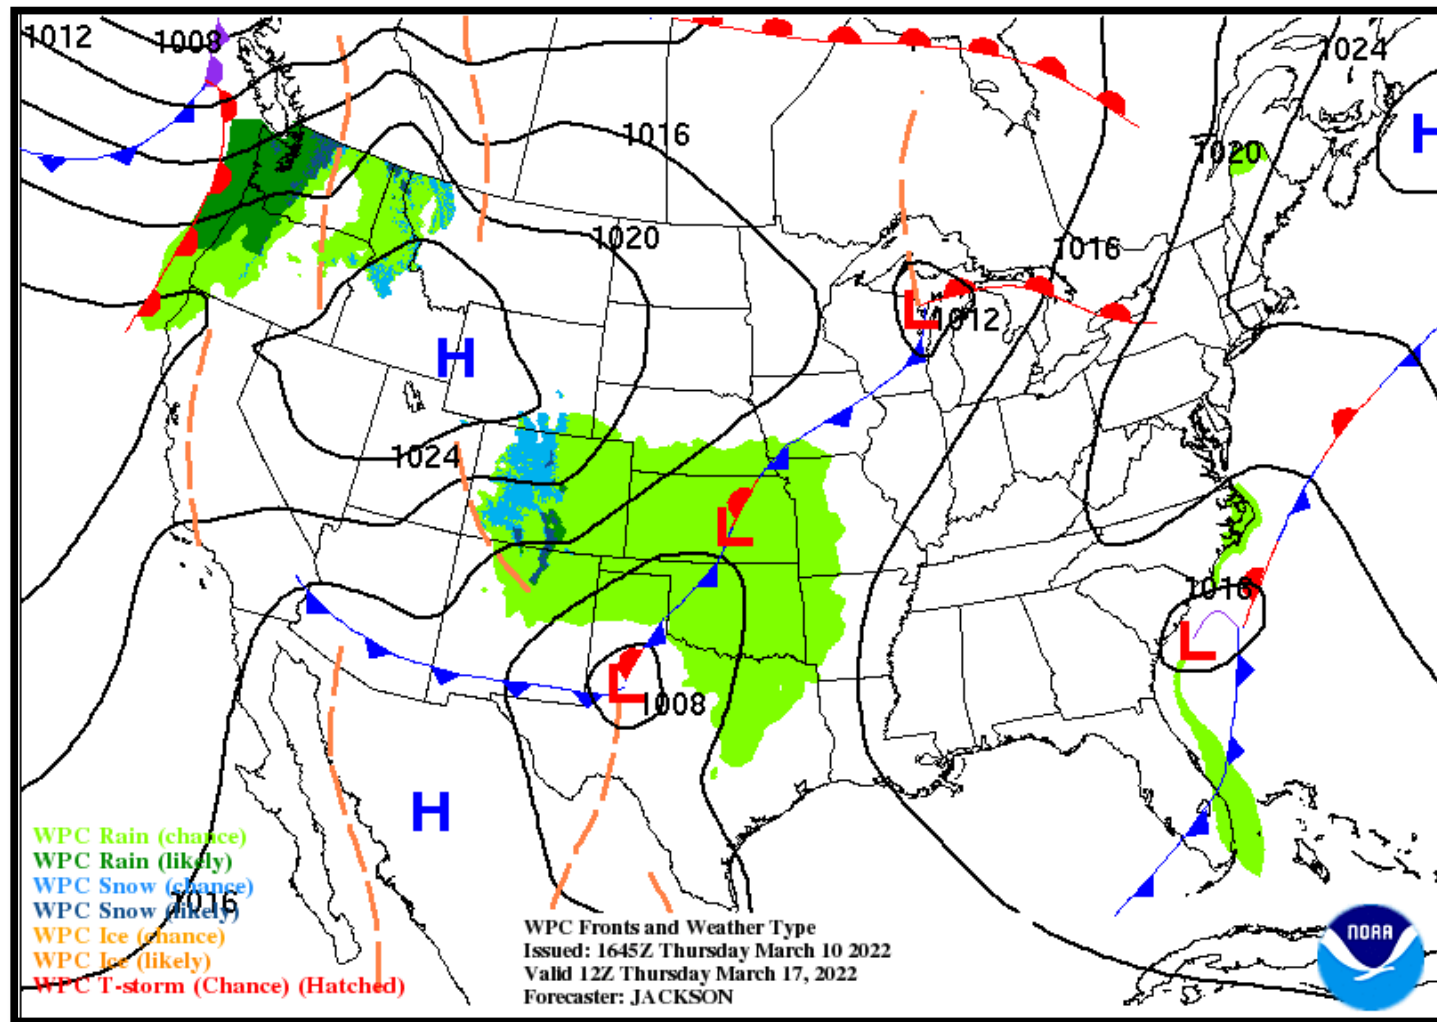 1012
1008
1024
1016
1020
1020
1016
1012
1024
1016
1008
1016
H
H
H
L
L
L
L
WPC Rain (chance)
WPC Rain (likely)
WPC Snow (chance)
WPC Snow (likely)
WPC Ice (chance)
WPC Ice (likely)
WPC T-storm (Chance) (Hatched)
WPC Fronts and Weather Type
Issued: 1645Z Thursday March 10 2022
Valid 12Z Thursday March 17, 2022
Forecaster: JACKSON
NOAA